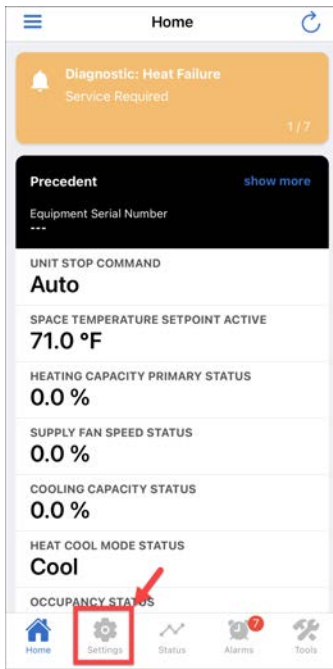 Home
Diagnostic: Heat Failure
Service Required
1 / 7
Precedent show more
Equipment Serial Number
---
UNIT STOP COMMAND
Auto
SPACE TEMPERATURE SETPOINT ACTIVE
71.0 °F
HEATING CAPACITY PRIMARY STATUS
0.0 %
SUPPLY FAN SPEED STATUS
0.0 %
COOLING CAPACITY STATUS
0.0 %
HEAT COOL MODE STATUS
Cool
OCCUPANCY STATUS
7
Home Settings Status Alarms Tools